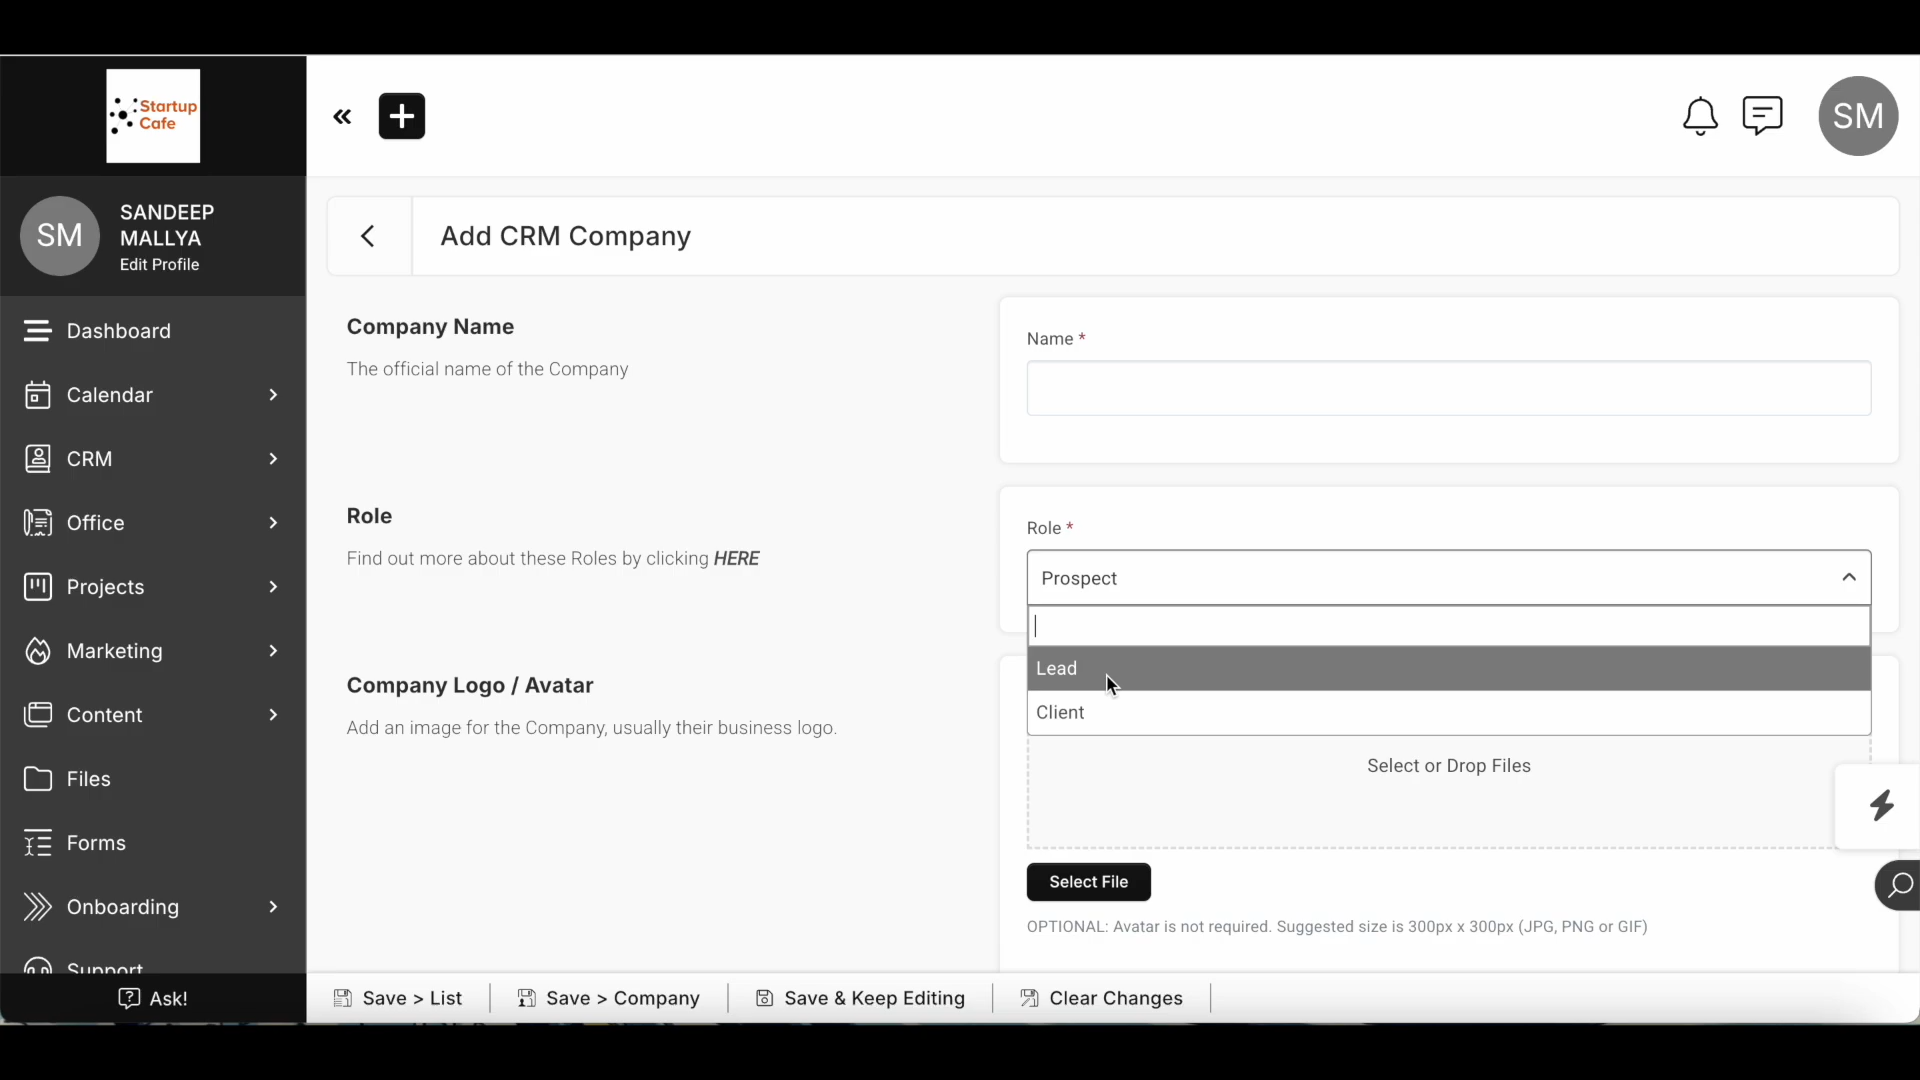 Startup
Cafe
SM
SM
SANDEEP
MALLYA
Edit Profile
Add CRM Company
Dashboard
Calendar
CRM
Office
Projects
Marketing
Content
Files
Forms
Onboarding
Support
Ask!
Company Name
The official name of the Company
Name *
Role
Find out more about these Roles by clicking HERE
Role *
Prospect
Lead
Client
Company Logo / Avatar
Add an image for the Company, usually their business logo.
Select or Drop Files
Select File
OPTIONAL: Avatar is not required. Suggested size is 300px x 300px (JPG, PNG or GIF)
Save > List
Save > Company
Save & Keep Editing
Clear Changes